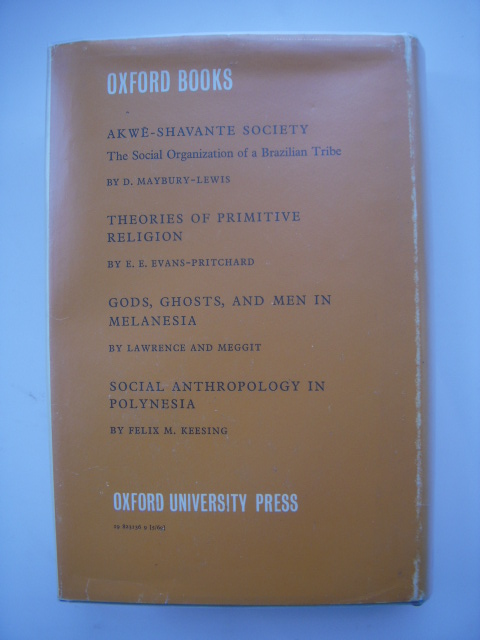 OXFORD BOOKS
AKWẼ-SHAVANTE SOCIETY
The Social Organization of a Brazilian Tribe
BY D. MAYBURY-LEWIS
THEORIES OF PRIMITIVE
RELIGION
BY E. E. EVANS-PRITCHARD
GODS, GHOSTS, AND MEN IN
MELANESIA
BY LAWRENCE AND MEGGIT
SOCIAL ANTHROPOLOGY IN
POLYNESIA
BY FELIX M. KEESING
OXFORD UNIVERSITY PRESS